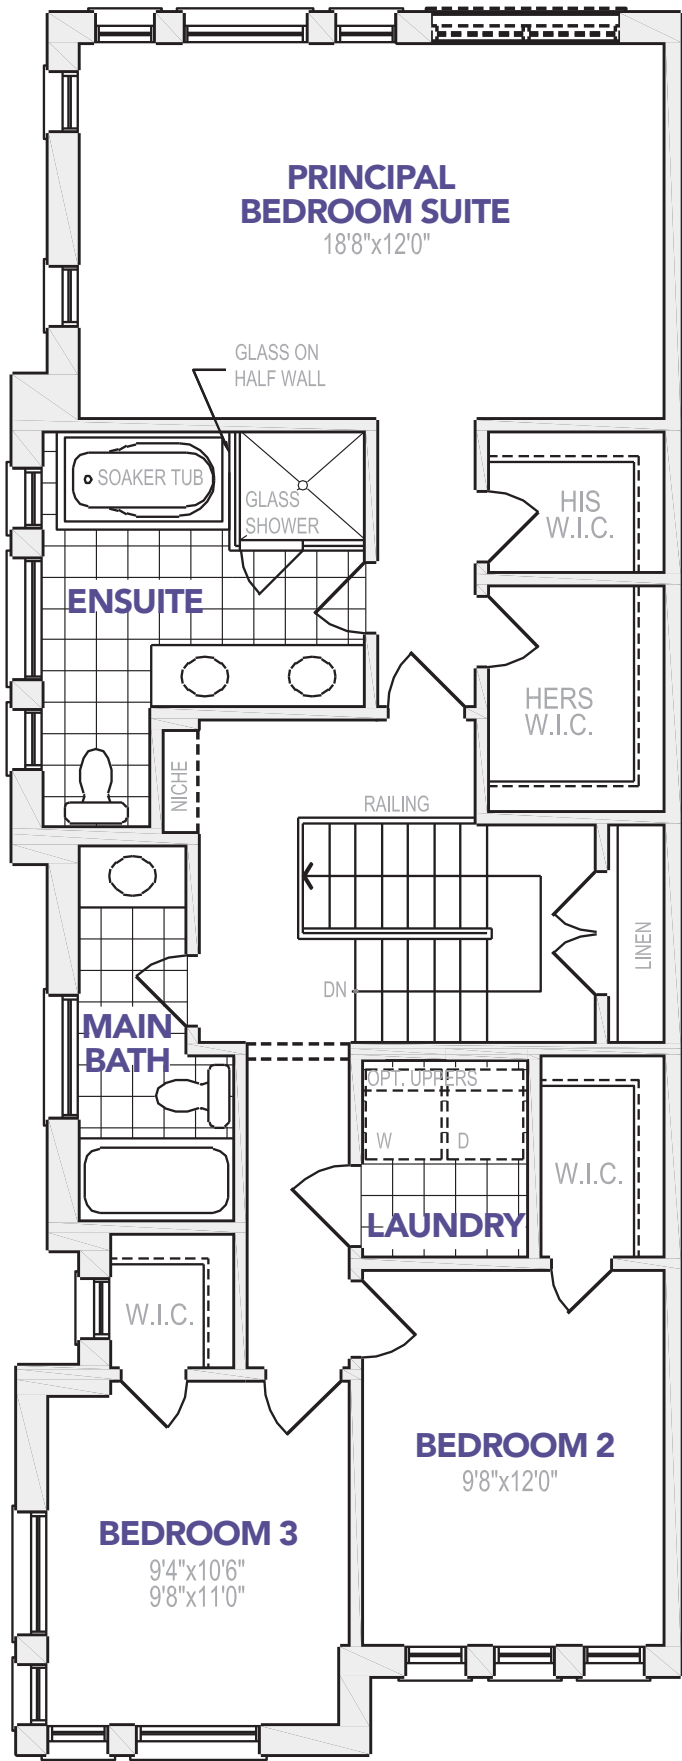 PRINCIPAL
BEDROOM SUITE
18'8"x12'0"
GLASS ON
HALF WALL
SOAKER TUB
GLASS
SHOWER
HIS
W.I.C.
ENSUITE
HERS
W.I.C.
NICHE
RAILING
LINEN
DN
MAIN
BATH
OPT. UPPERS
W
D
W.I.C.
LAUNDRY
W.I.C.
BEDROOM 2
9'8"x12'0"
BEDROOM 3
9'4"x10'6"
9'8"x11'0"